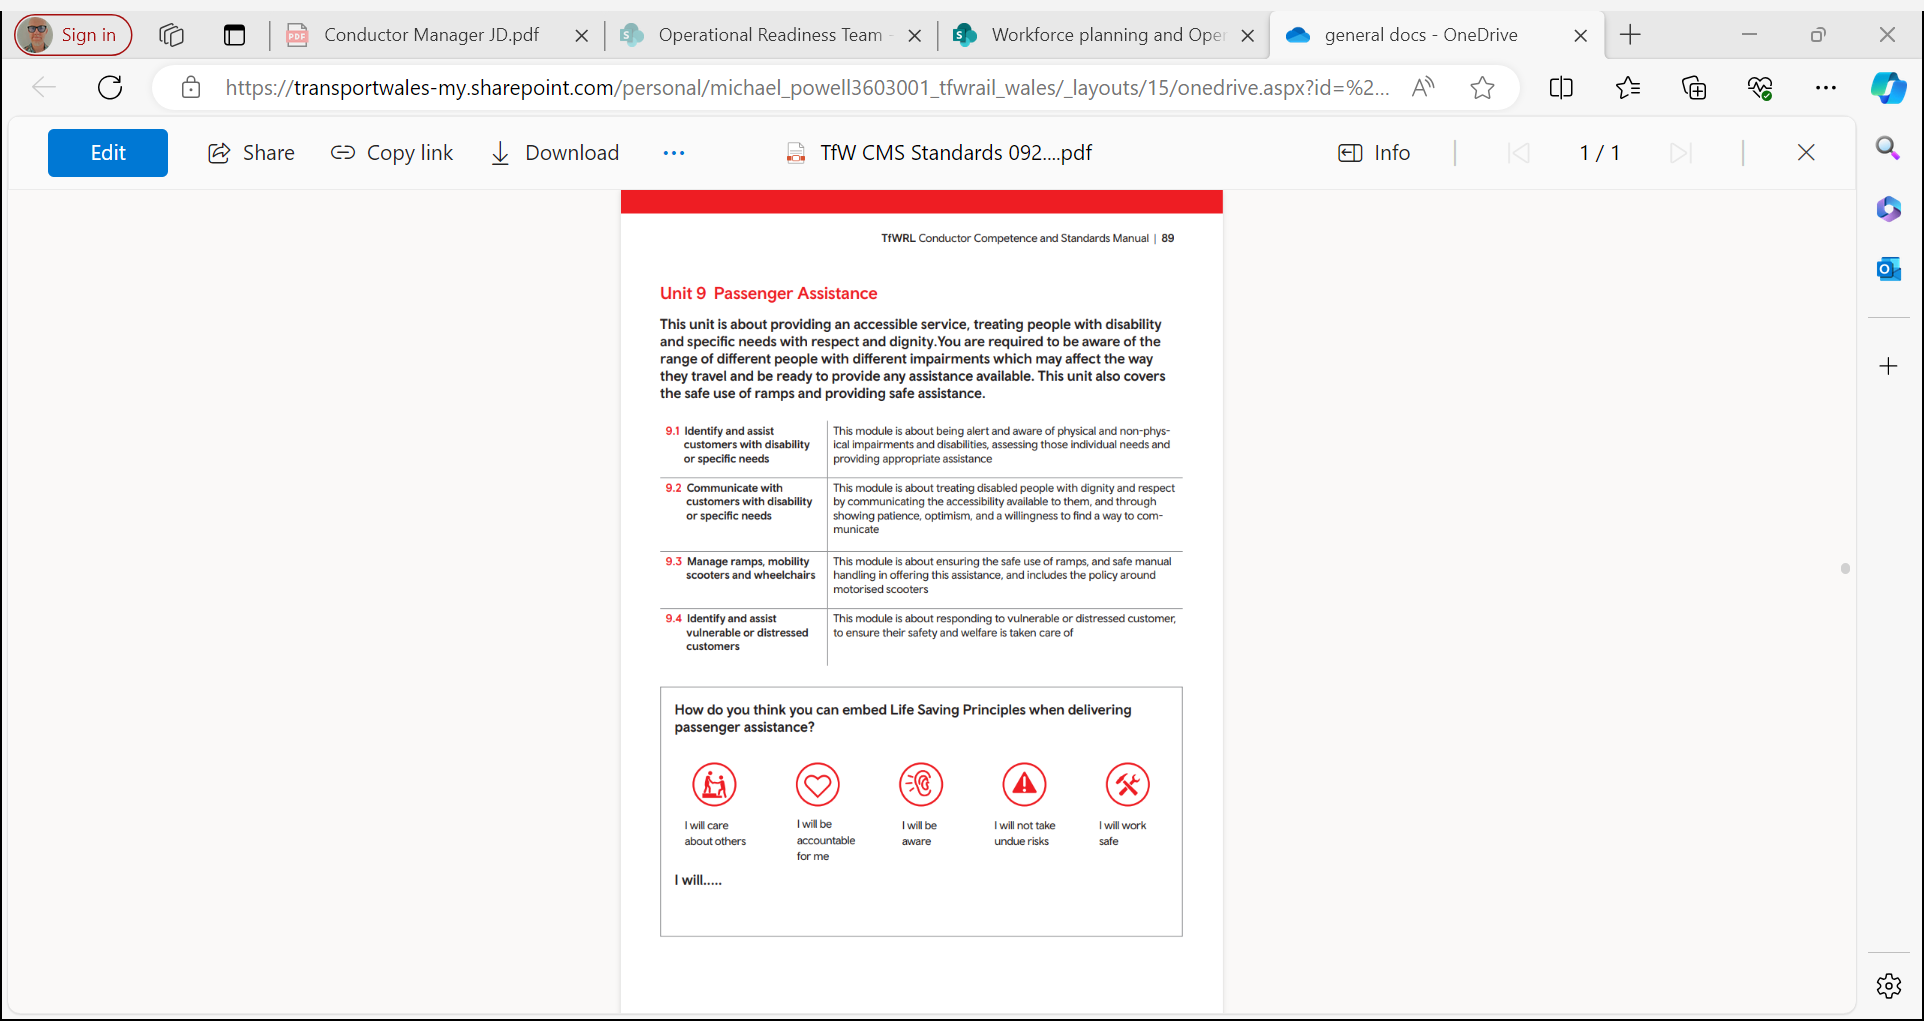 Sign in
Conductor Manager JD.pdf
Operational Readiness Team -
Workforce planning and Oper
general docs - OneDrive
https://transportwales-my.sharepoint.com/personal/michael_powell3603001_tfwrail_wales/_layouts/15/onedrive.aspx?id=%2...
Edit
Share
Copy link
Download
TfW CMS Standards 092....pdf
Info
1 / 1
TfWRL Conductor Competence and Standards Manual | 89
Unit 9 Passenger Assistance
This unit is about providing an accessible service, treating people with disability
and specific needs with respect and dignity.You are required to be aware of the
range of different people with different impairments which may affect the way
they travel and be ready to provide any assistance available. This unit also covers
the safe use of ramps and providing safe assistance.
9.1 Identify and assist
customers with disability
or specific needs
This module is about being alert and aware of physical and non-phys-
ical impairments and disabilities, assessing those individual needs and
providing appropriate assistance
9.2 Communicate with
customers with disability
or specific needs
This module is about treating disabled people with dignity and respect
by communicating the accessibility available to them, and through
showing patience, optimism, and a willingness to find a way to com-
municate
9.3 Manage ramps, mobility
scooters and wheelchairs
This module is about ensuring the safe use of ramps, and safe manual
handling in offering this assistance, and includes the policy around
motorised scooters
9.4 Identify and assist
vulnerable or distressed
customers
This module is about responding to vulnerable or distressed customer,
to ensure their safety and welfare is taken care of
How do you think you can embed Life Saving Principles when delivering
passenger assistance?
I will care
about others
I will be
accountable
for me
I will be
aware
I will not take
undue risks
I will work
safe
I will.....